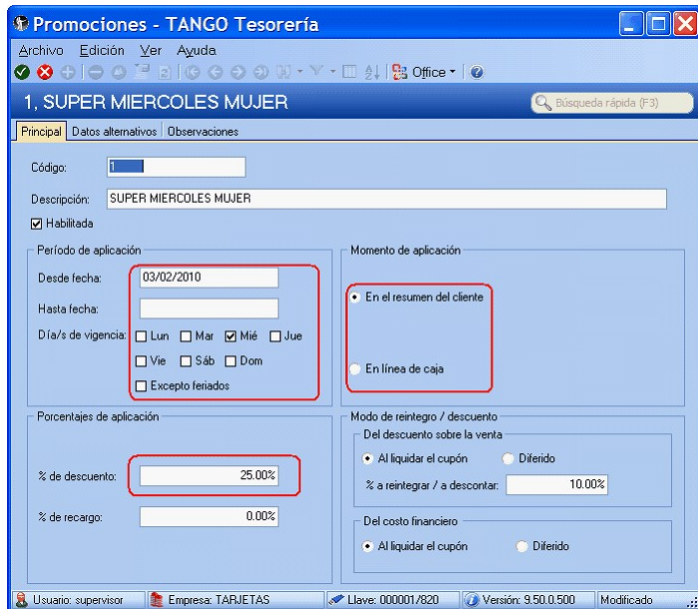 Promociones - TANGO Tesorería
Archivo Edición Ver Ayuda
Office
1, SUPER MIERCOLES MUJER
Búsqueda rápida (F3)
Principal Datos alternativos Observaciones
Código: 1
Descripción: SUPER MIERCOLES MUJER
Habilitada
Período de aplicación
Desde fecha: 03/02/2010
Hasta fecha:
Día/s de vigencia: Lun Mar Mié Jue
Vie Sáb Dom
Excepto feriados
Momento de aplicación
En el resumen del cliente
En línea de caja
Porcentajes de aplicación
% de descuento: 25.00%
% de recargo: 0.00%
Modo de reintegro / descuento
Del descuento sobre la venta
Al liquidar el cupón Diferido
% a reintegrar / a descontar: 10.00%
Del costo financiero
Al liquidar el cupón Diferido
Usuario: supervisor Empresa: TARJETAS Llave: 000001/820 Versión: 9.50.0.500 Modificado